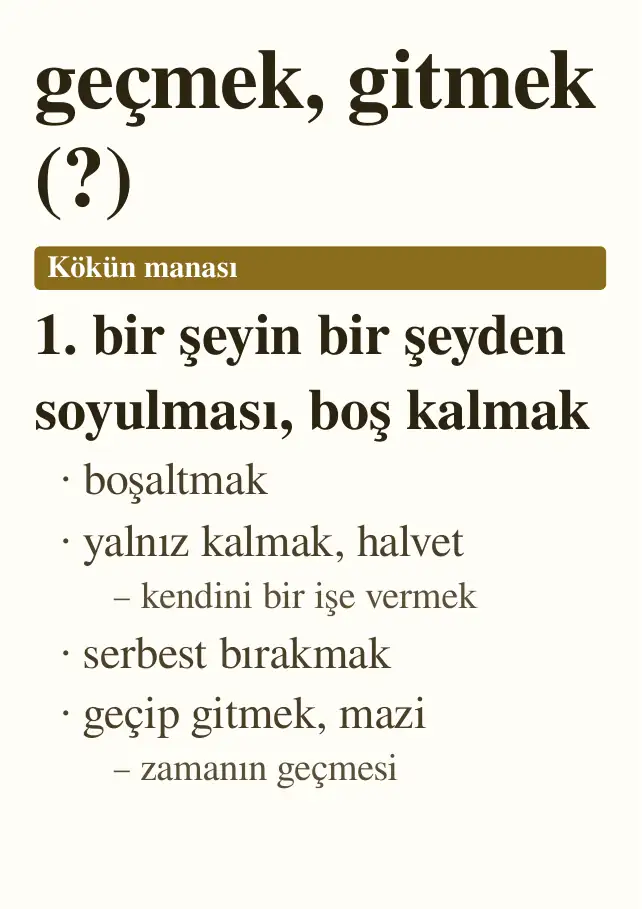 geçmek, gitmek
(?)
Kökün manası
1. bir şeyin bir şeyden
soyulması, boş kalmak
· boşaltmak
· yalnız kalmak, halvet
– kendini bir işe vermek
· serbest bırakmak
· geçip gitmek, mazi
– zamanın geçmesi